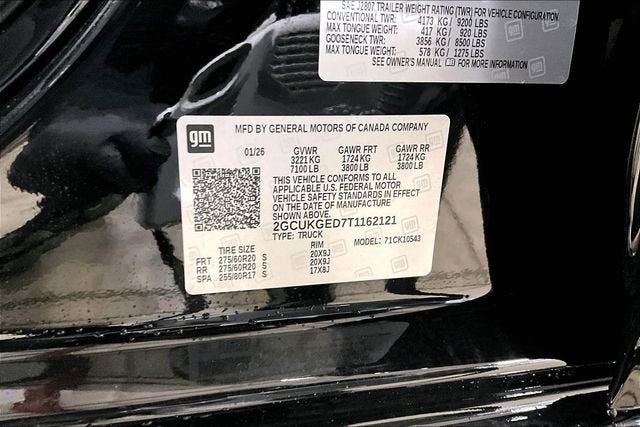 SAE J2807 TRAILER WEIGHT RATING (TWR) FOR VEHICLE CONFIGURATION
CONVENTIONAL TWR: 4173 KG / 9200 LBS
MAX TONGUE WEIGHT: 417 KG / 920 LBS
GOOSENECK TWR: 3856 KG / 8500 LBS
MAX TONGUE WEIGHT: 578 KG / 1275 LBS
SEE OWNER'S MANUAL FOR MORE INFORMATION
gm
MFD BY GENERAL MOTORS OF CANADA COMPANY
01/26 GVWR GAWR FRT GAWR RR
3221 KG 1724 KG 1724 KG
7100 LB 3800 LB 3800 LB
THIS VEHICLE CONFORMS TO ALL
APPLICABLE U.S. FEDERAL MOTOR
VEHICLE SAFETY STANDARDS IN EFFECT
ON THE DATE OF MANUFACTURE
SHOWN ABOVE.
2GCUKGED7T1162121
TYPE: TRUCK MODEL: 71CK10543
TIRE SIZE RIM
FRT 275/60R20 S 20X9J
RR 275/60R20 S 20X9J
SPA 255/80R17 S 17X8J